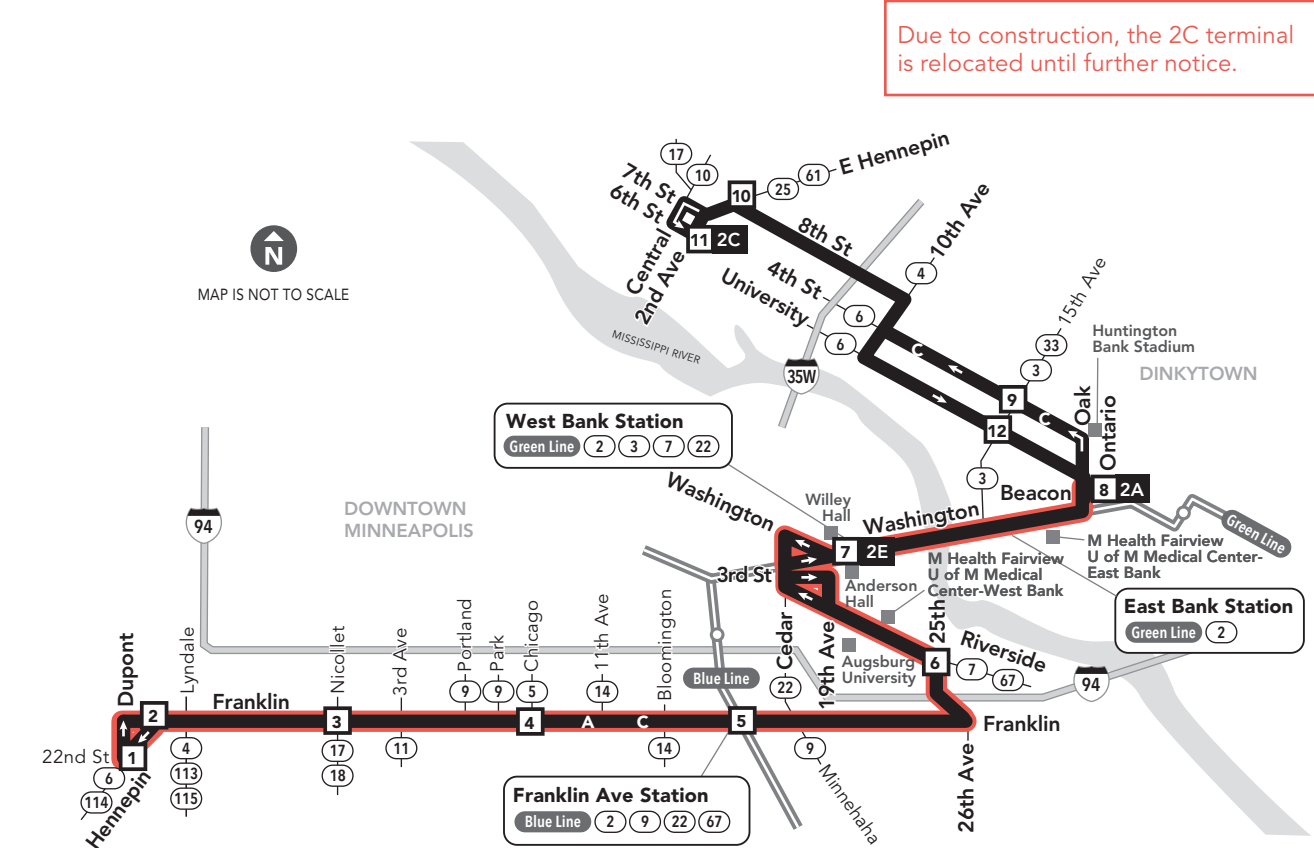 Due to construction, the 2C terminal
is relocated until further notice.
17
10
61
E Hennepin
25
10
7th St
6th St
11
2C
Central
2nd Ave
8th St
10th Ave
4
4th St
University
6
6
N
MAP IS NOT TO SCALE
MISSISSIPPI RIVER
35W
C
15th Ave
33
3
Huntington
Bank Stadium
DINKYTOWN
9
C
Oak
Ontario
12
3
West Bank Station
Green Line
2
3
7
22
Beacon
8
2A
Green Line
Washington
Willey
Hall
Washington
7
2E
94
DOWNTOWN
MINNEAPOLIS
M Health Fairview
U of M Medical Center-
East Bank
M Health Fairview
U of M Medical
Center-West Bank
3rd St
Anderson
Hall
East Bank Station
Green Line
2
25th
Riverside
6
7
67
94
Augsburg
University
Cedar
19th Ave
22
Blue Line
Dupont
Lyndale
Nicollet
3rd Ave
Portland
Park
Chicago
11th Ave
Bloomington
9
9
5
14
Franklin
2
3
4
A
C
5
Franklin
22nd St
1
6
114
Hennepin
4
113
115
17
18
11
14
9
Minnehaha
26th Ave
Franklin Ave Station
Blue Line
2
9
22
67